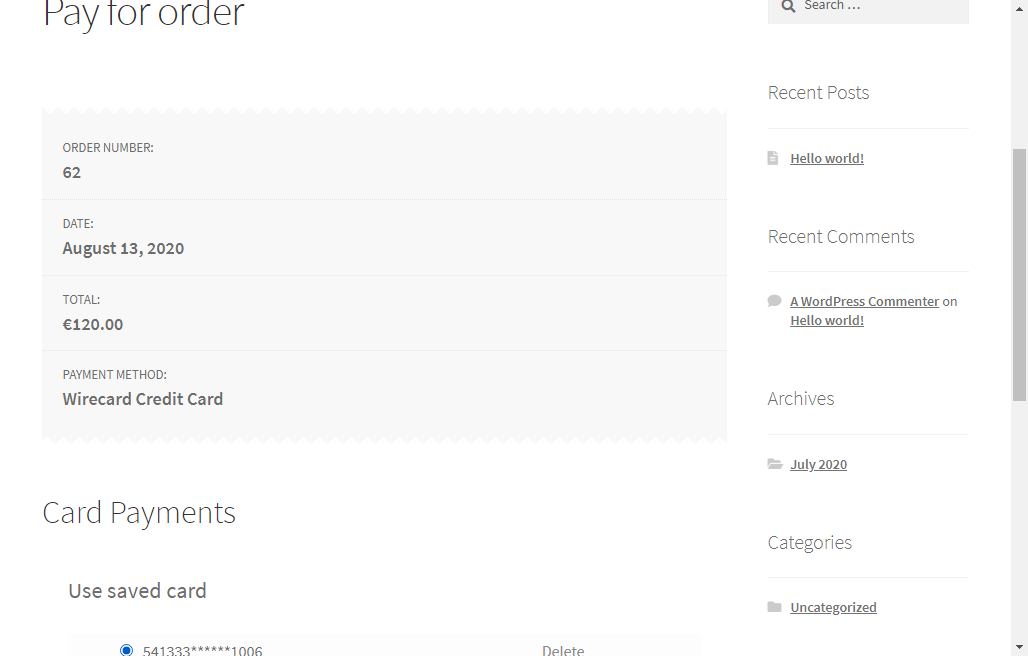 Pay for order
ORDER NUMBER:
62
DATE:
August 13, 2020
TOTAL:
€120.00
PAYMENT METHOD:
Wirecard Credit Card
Card Payments
Use saved card
541333******1006
Delete
Search …
Recent Posts
Hello world!
Recent Comments
A WordPress Commenter on
Hello world!
Archives
July 2020
Categories
Uncategorized